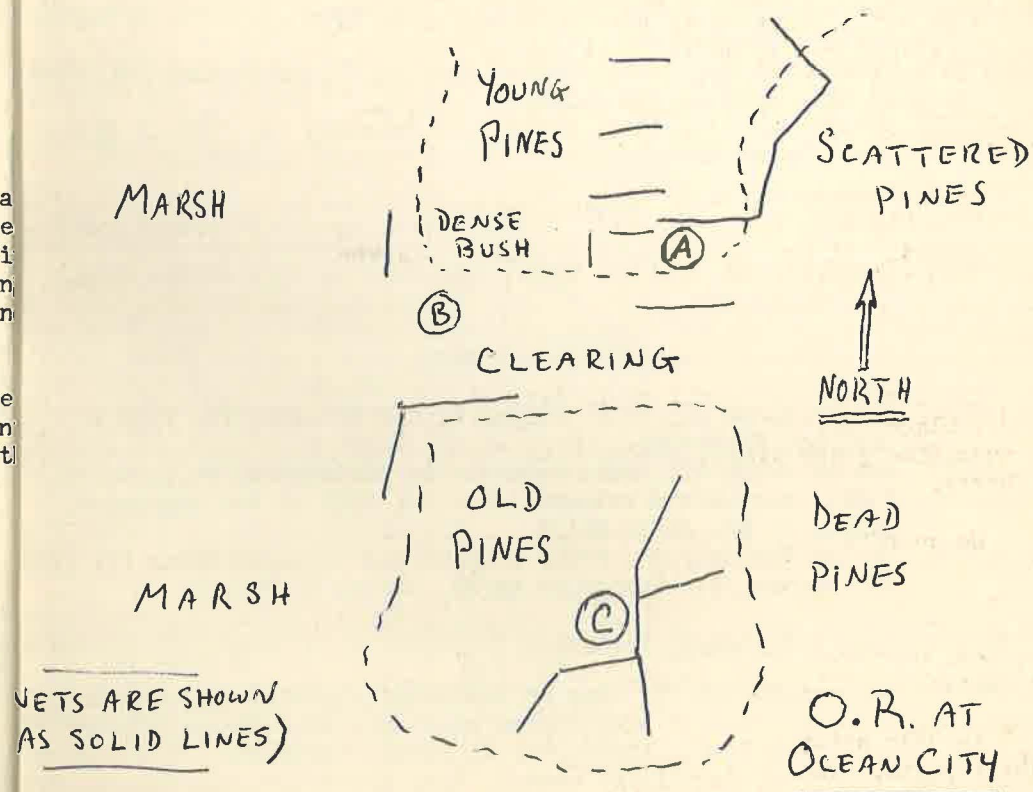 YOUNG
PINES
SCATTERED
PINES
MARSH
DENSE
BUSH
A
B
CLEARING
NORTH
OLD
PINES
DEAD
PINES
MARSH
C
NETS ARE SHOWN
AS SOLID LINES)
O.R. AT
OCEAN CITY